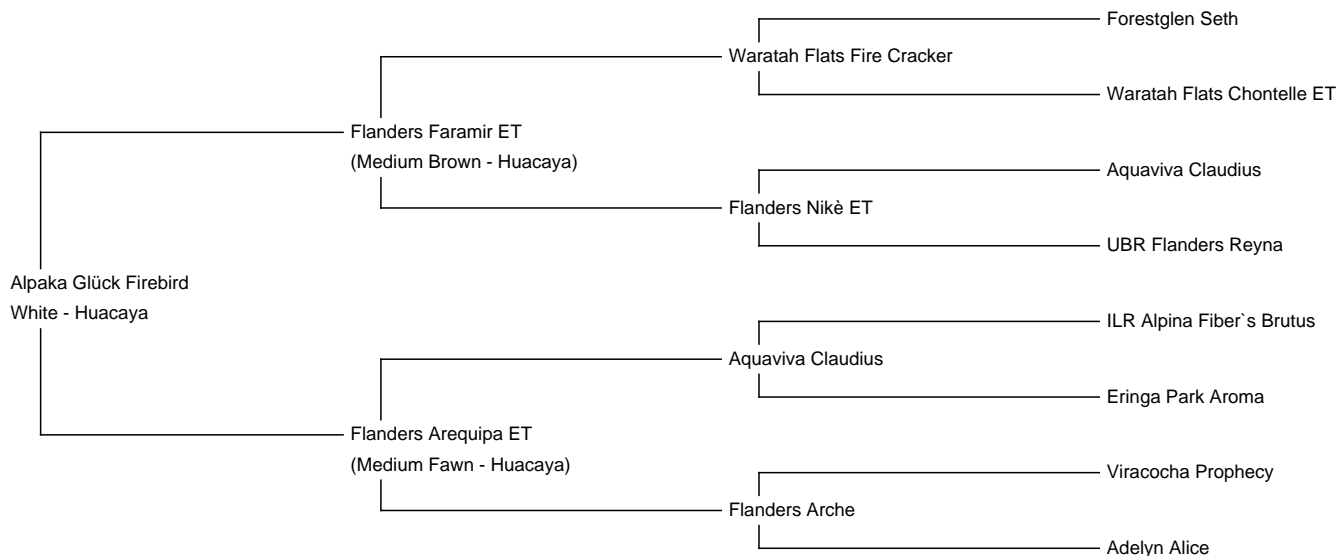 Forestglen Seth
Waratah Flats Fire Cracker
Waratah Flats Chontelle ET
Flanders Faramir ET
(Medium Brown - Huacaya)
Aquaviva Claudius
Flanders Nikè ET
UBR Flanders Reyna
Alpaka Glück Firebird
White - Huacaya
ILR Alpina Fiber`s Brutus
Aquaviva Claudius
Eringa Park Aroma
Flanders Arequipa ET
(Medium Fawn - Huacaya)
Viracocha Prophecy
Flanders Arche
Adelyn Alice